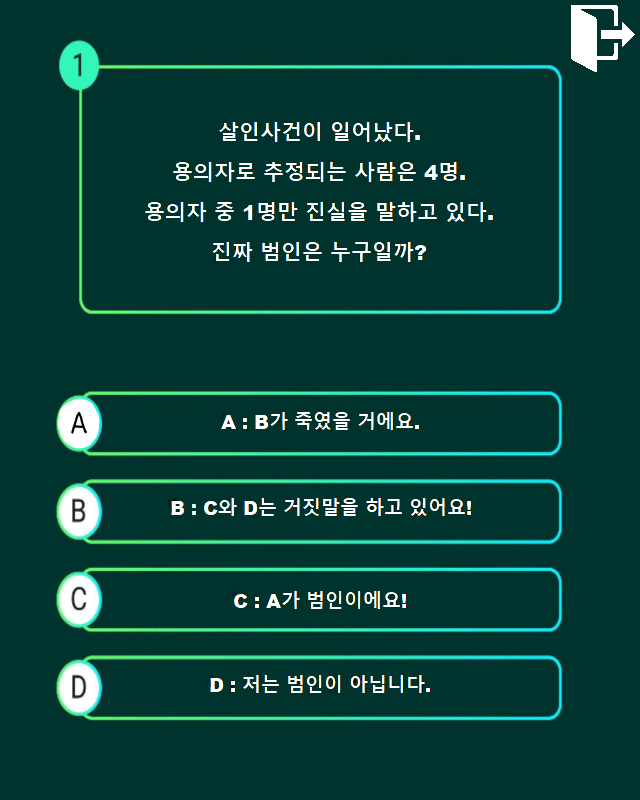 1
살인사건이 일어났다.
용의자로 추정되는 사람은 4명.
용의자 중 1명만 진실을 말하고 있다.
진짜 범인은 누구일까?
A
A : B가 죽였을 거에요.
B
B : C와 D는 거짓말을 하고 있어요!
C
C : A가 범인이에요!
D
D : 저는 범인이 아닙니다.